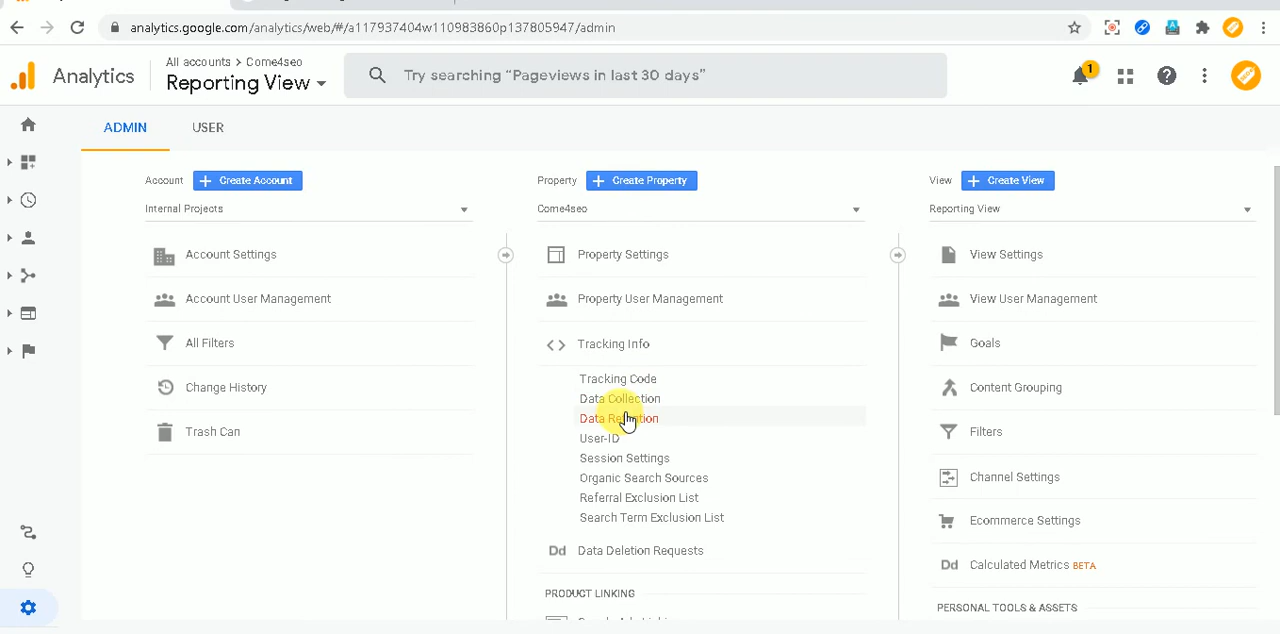 analytics.google.com/analytics/web/#/a117937404w110983860p137805947/admin
Analytics
All accounts > Come4seo
Reporting View
Try searching “Pageviews in last 30 days”
1
ADMIN
USER
Account
Create Account
Property
Create Property
View
Create View
Internal Projects
Come4seo
Reporting View
Account Settings
Account User Management
All Filters
Change History
Trash Can
Property Settings
Property User Management
Tracking Info
Tracking Code
Data Collection
Data Retention
User-ID
Session Settings
Organic Search Sources
Referral Exclusion List
Search Term Exclusion List
Dd Data Deletion Requests
PRODUCT LINKING
View Settings
View User Management
Goals
Content Grouping
Filters
Channel Settings
Ecommerce Settings
Dd Calculated Metrics BETA
PERSONAL TOOLS & ASSETS